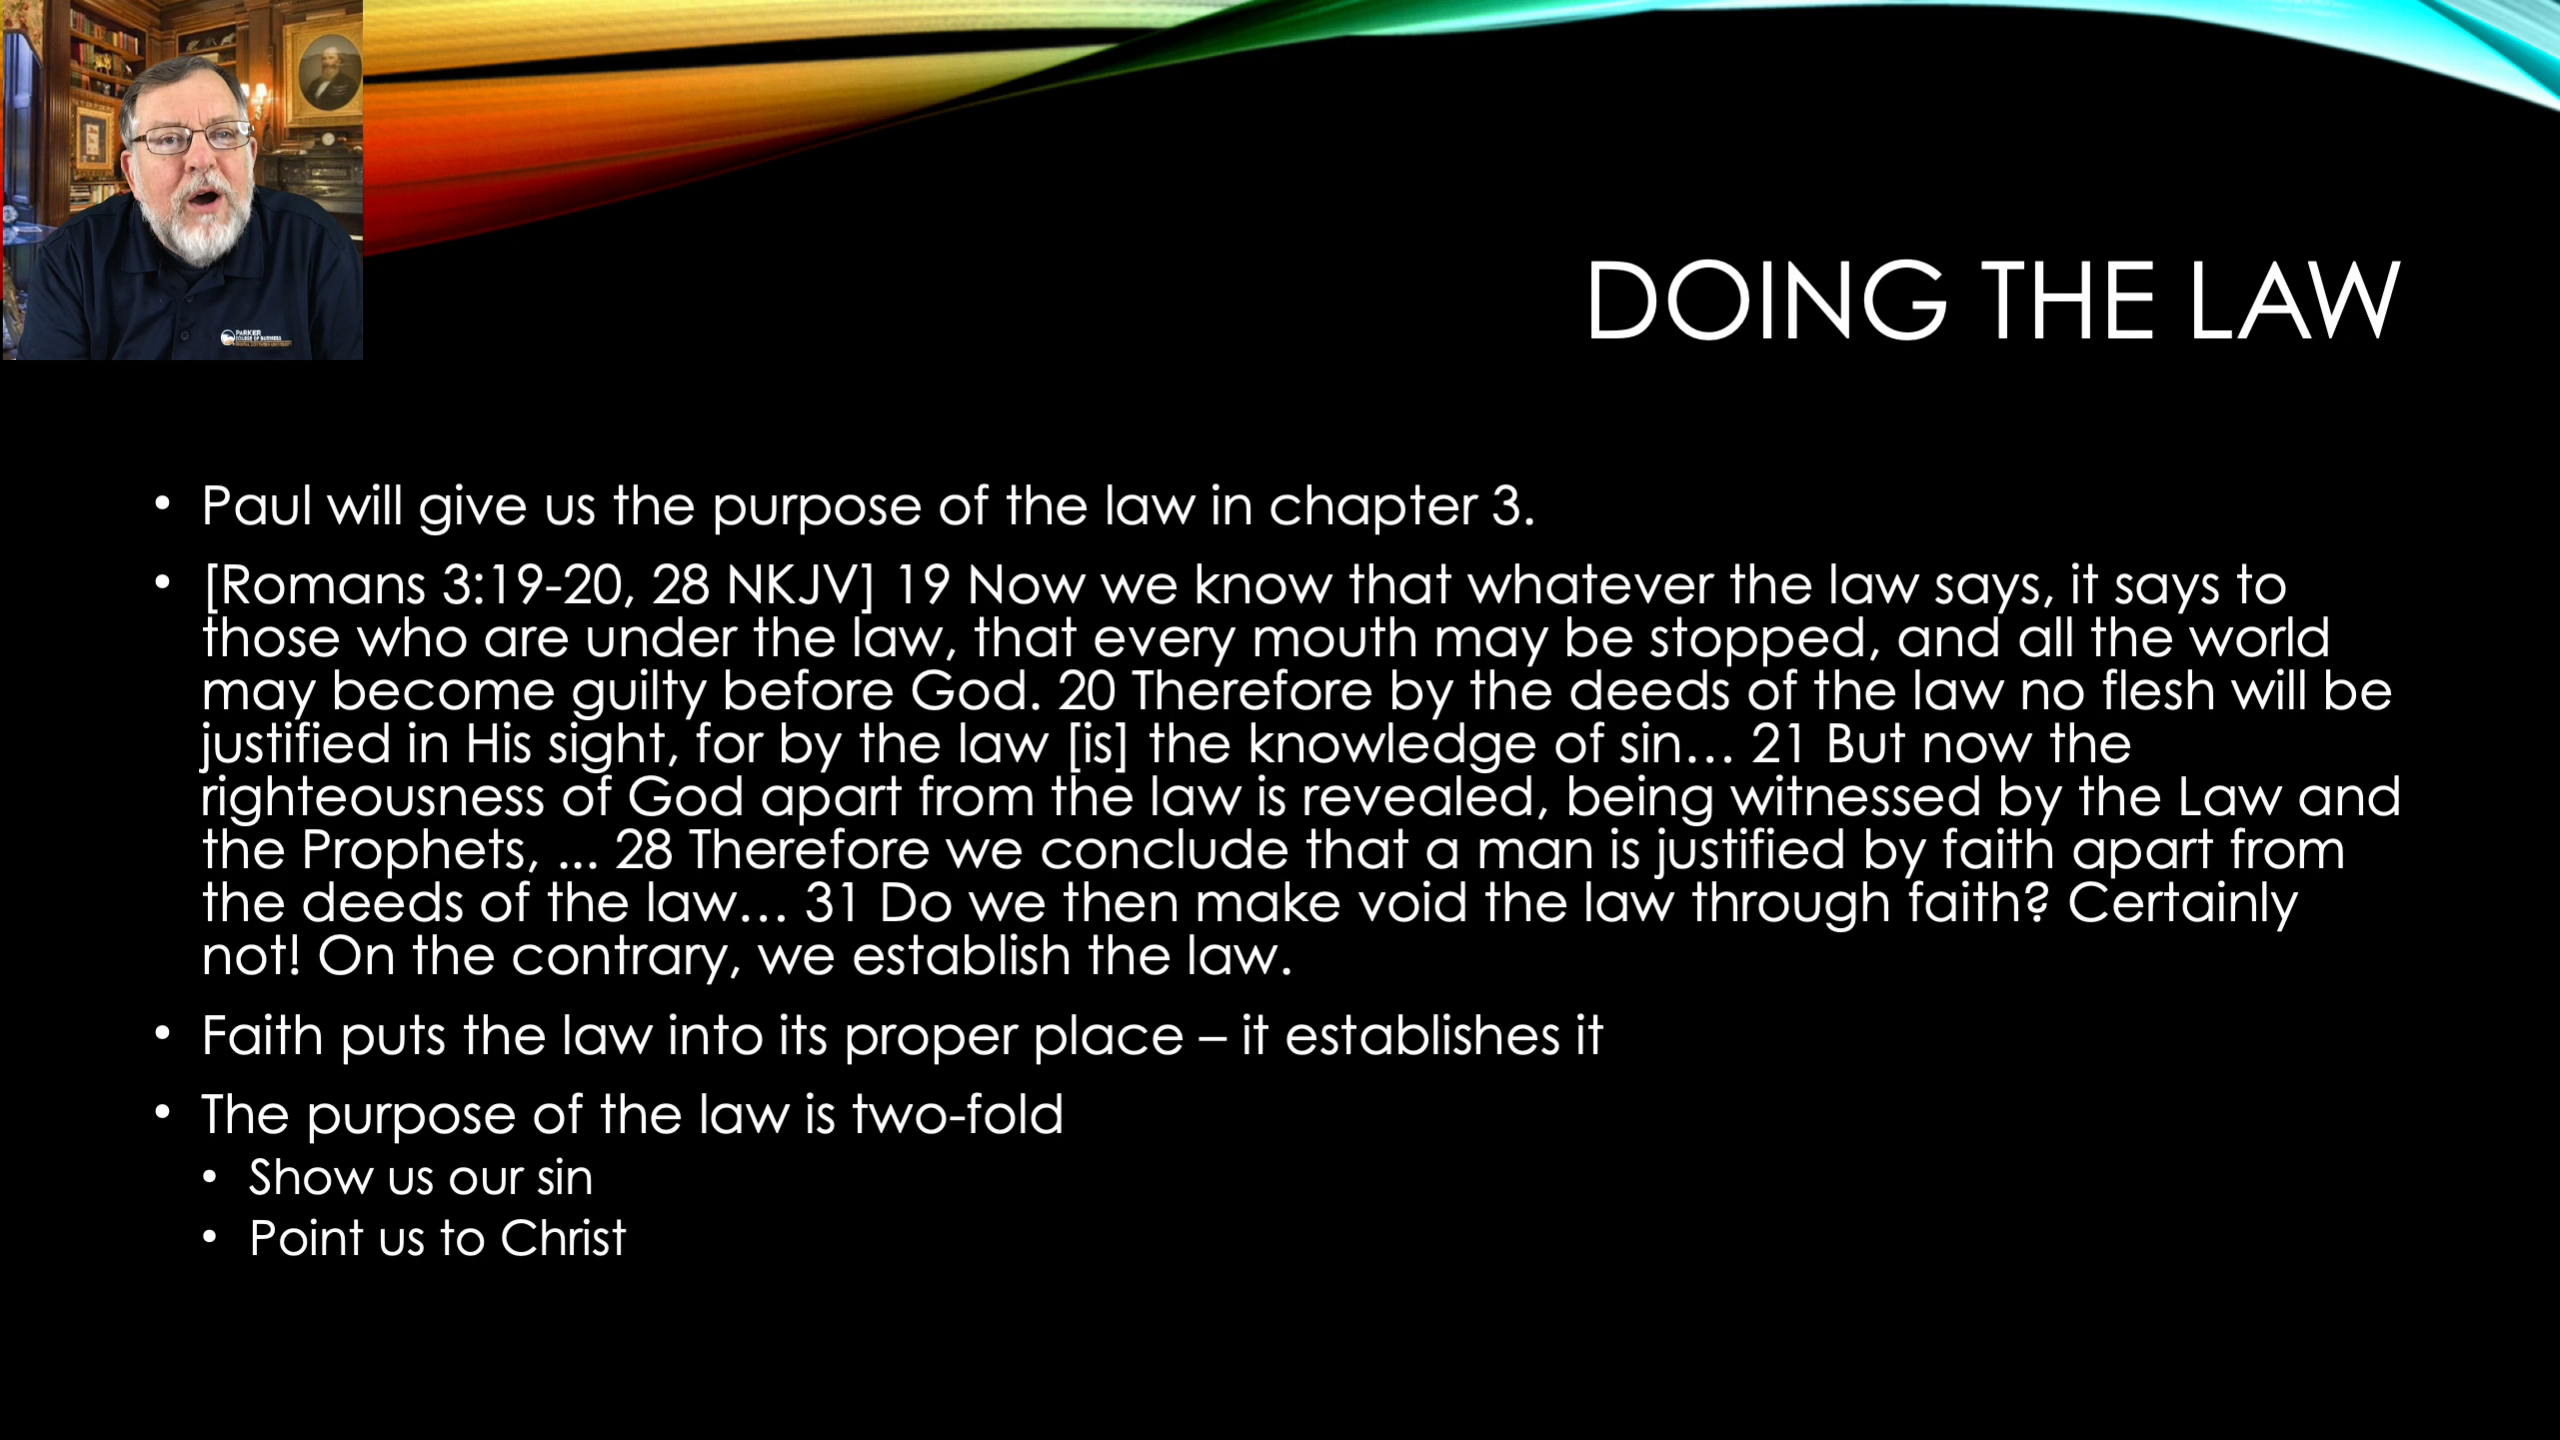 PARKER
COLLEGE OF BUSINESS
DOING THE LAW
• Paul will give us the purpose of the law in chapter 3.
• [Romans 3:19-20, 28 NKJV] 19 Now we know that whatever the law says, it says to
those who are under the law, that every mouth may be stopped, and all the world
may become guilty before God. 20 Therefore by the deeds of the law no flesh will be
justified in His sight, for by the law [is] the knowledge of sin… 21 But now the
righteousness of God apart from the law is revealed, being witnessed by the Law and
the Prophets, ... 28 Therefore we conclude that a man is justified by faith apart from
the deeds of the law… 31 Do we then make void the law through faith? Certainly
not! On the contrary, we establish the law.
• Faith puts the law into its proper place – it establishes it
• The purpose of the law is two-fold
• Show us our sin
• Point us to Christ